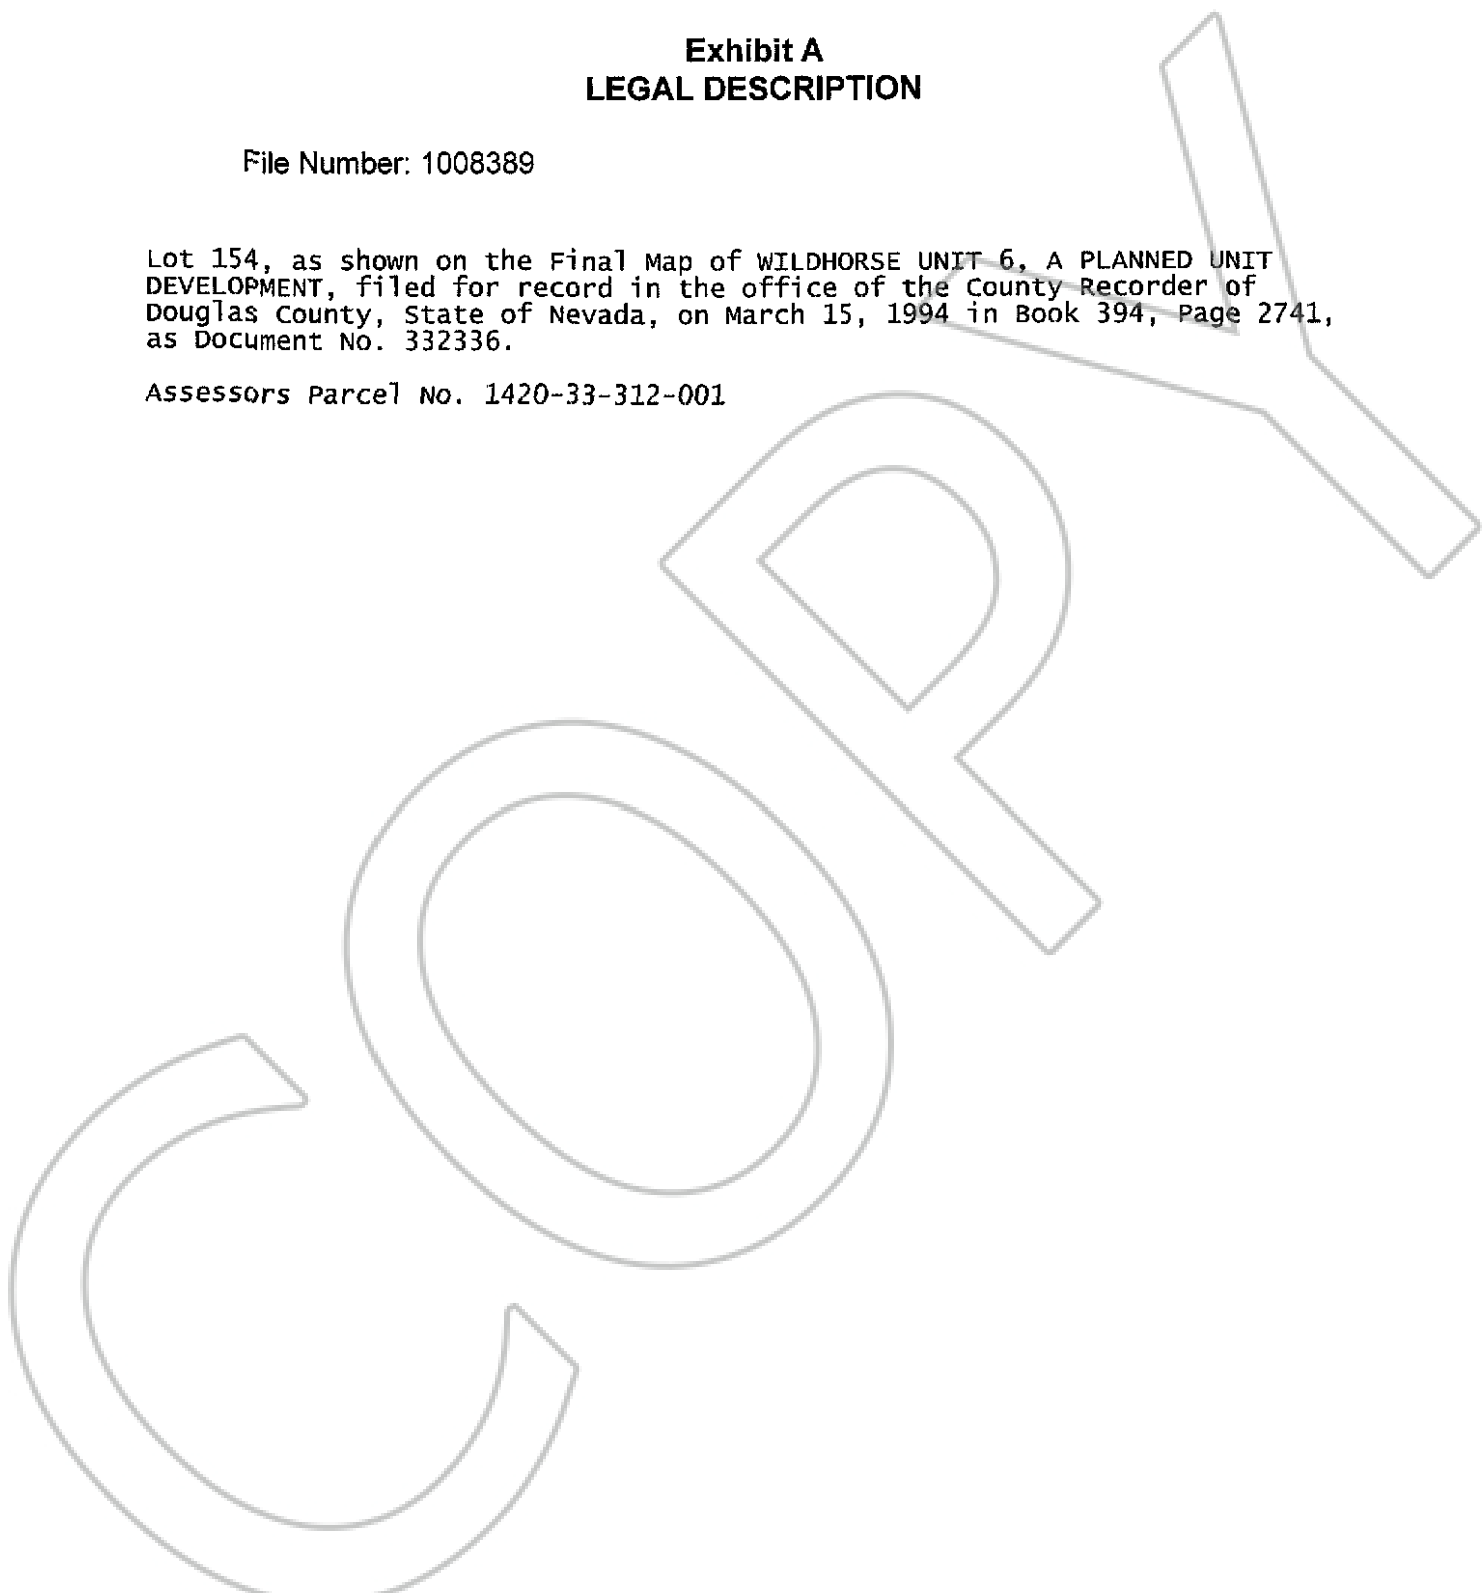 Exhibit A
LEGAL DESCRIPTION
File Number: 1008389
Lot 154, as shown on the Final Map of WILDHORSE UNIT 6, A PLANNED UNIT
DEVELOPMENT, filed for record in the office of the County Recorder of
Douglas County, State of Nevada, on March 15, 1994 in Book 394, Page 2741,
as Document No. 332336.
Assessors Parcel No. 1420-33-312-001
COPY